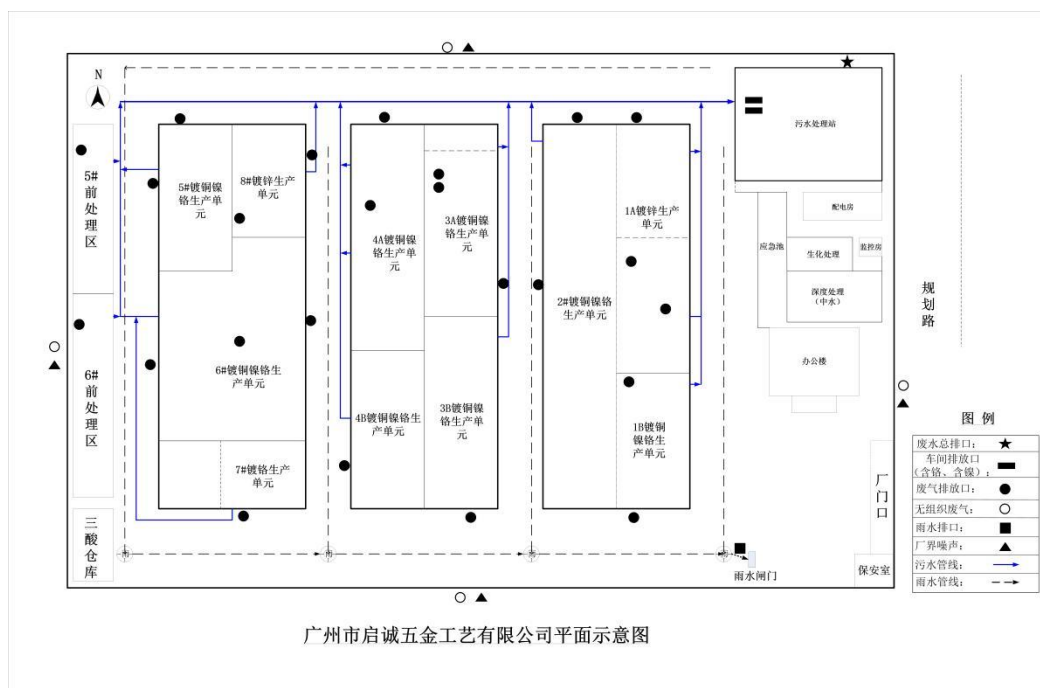 N
5#
前处理区
6#
前处理区
三酸仓库
5#镀铜镍
铬生产单
元
8#镀锌生产
单元
6#镀铜镍铬生
产单元
7#镀铬生产
单元
4A镀铜镍
铬生产单
元
3A镀铜镍
铬生产单
元
4B镀铜镍铬生
产单元
3B镀铜镍
铬生产单
元
2#镀铜镍铬
生产单元
1A镀锌生产
单元
1B镀铜
镍铬生
产单元
污水处理站
配电房
应急池
生化处理
监控房
深度处理
(中水)
办公楼
规划路
厂门口
保安室
雨水闸门
图 例
废水总排口:
车间排放口
(含铬、含镍):
废气排放口:
无组织废气:
雨水排口:
厂界噪声:
污水管线:
雨水管线:
广州市启诚五金工艺有限公司平面示意图